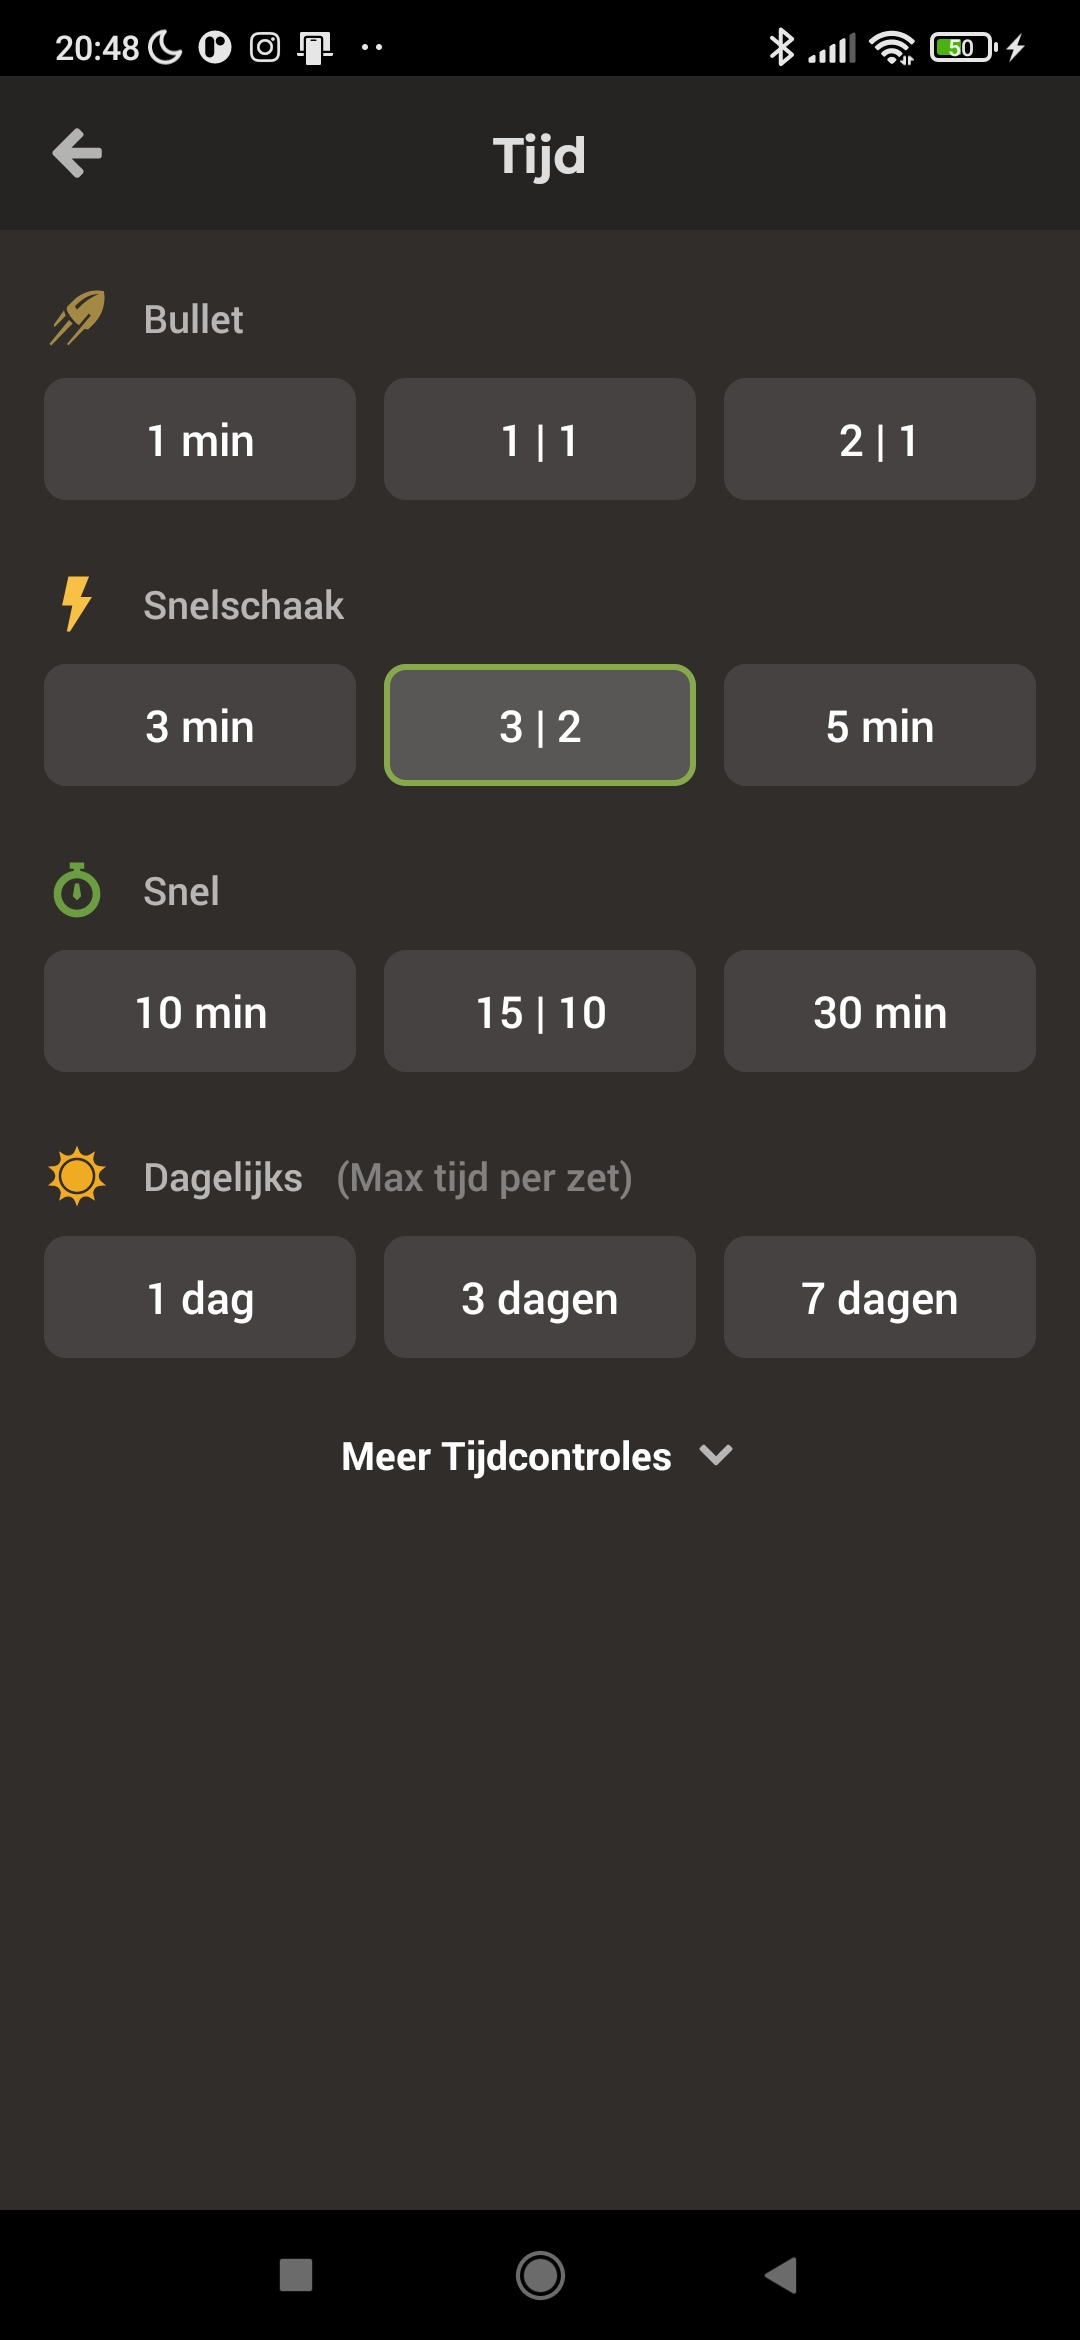 20:48
50
Tijd
Bullet
1 min
1 | 1
2 | 1
Snelschaak
3 min
3 | 2
5 min
Snel
10 min
15 | 10
30 min
Dagelijks (Max tijd per zet)
1 dag
3 dagen
7 dagen
Meer Tijdcontroles